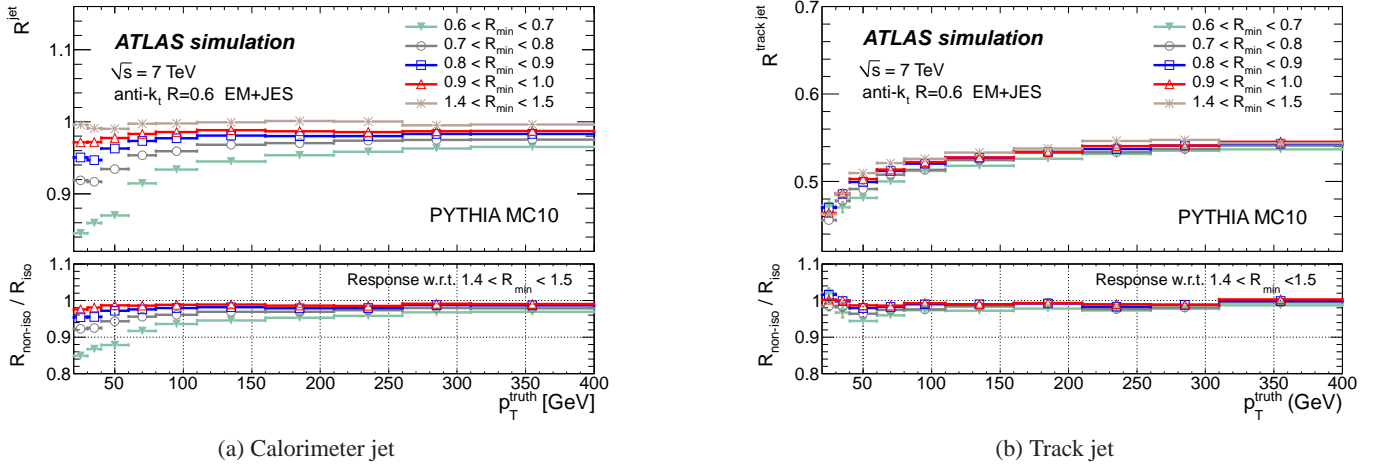 R^jet
1.1
1
0.9
ATLAS simulation
√s = 7 TeV
anti-k_t R=0.6 EM+JES
0.6 < R_min < 0.7
0.7 < R_min < 0.8
0.8 < R_min < 0.9
0.9 < R_min < 1.0
1.4 < R_min < 1.5
PYTHIA MC10
R_non-iso / R_iso
1.1
1
0.9
0.8
Response w.r.t. 1.4 < R_min < 1.5
50 100 150 200 250 300 350 400
p_T^truth [GeV]
(a) Calorimeter jet
R^track jet
0.7
0.6
0.5
ATLAS simulation
√s = 7 TeV
anti-k_t R=0.6 EM+JES
0.6 < R_min < 0.7
0.7 < R_min < 0.8
0.8 < R_min < 0.9
0.9 < R_min < 1.0
1.4 < R_min < 1.5
PYTHIA MC10
R_non-iso / R_iso
1.1
1
0.9
0.8
Response w.r.t. 1.4 < R_min <1.5
50 100 150 200 250 300 350 400
p_T^truth (GeV)
(b) Track jet